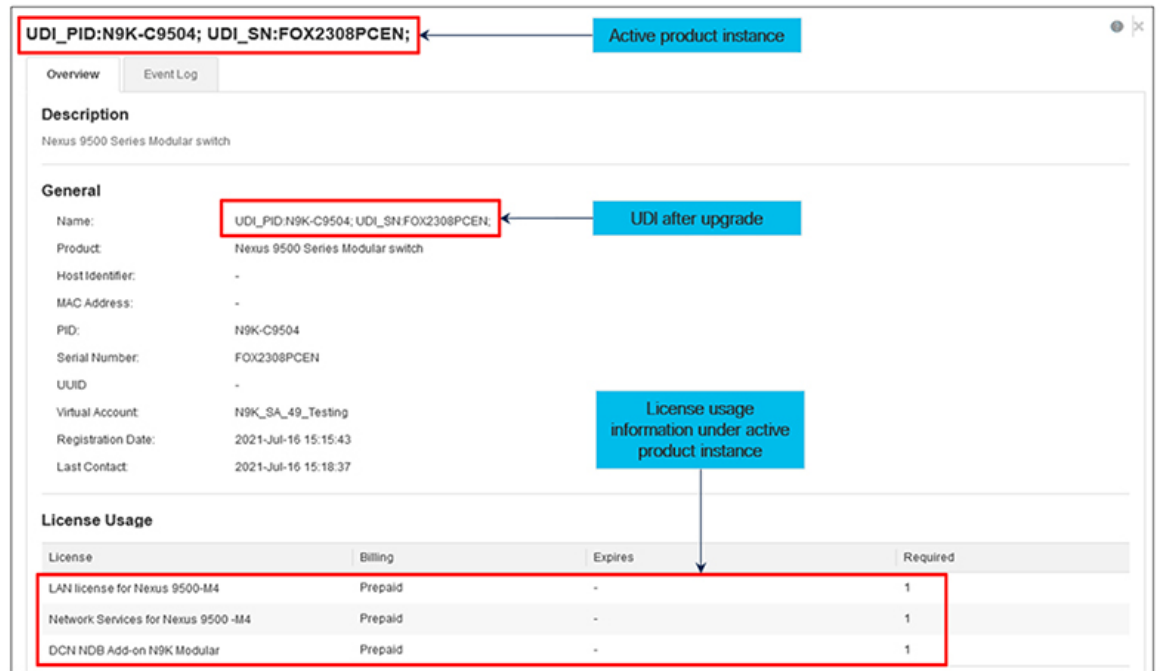 UDI_PID:N9K-C9504; UDI_SN:FOX2308PCEN;
Active product instance
Overview
Event Log
Description
Nexus 9500 Series Modular switch
General
Name:
UDI_PID:N9K-C9504; UDI_SN:FOX2308PCEN;
UDI after upgrade
Product:
Nexus 9500 Series Modular switch
Host Identifier:
-
MAC Address:
-
PID:
N9K-C9504
Serial Number:
FOX2308PCEN
UUID
-
Virtual Account:
N9K_SA_49_Testing
Registration Date:
2021-Jul-16 15:15:43
Last Contact:
2021-Jul-16 15:18:37
License usage
information under active
product instance
License Usage
License Billing Expires Required
LAN license for Nexus 9500-M4 Prepaid - 1
Network Services for Nexus 9500 -M4 Prepaid - 1
DCN NDB Add-on N9K Modular Prepaid - 1